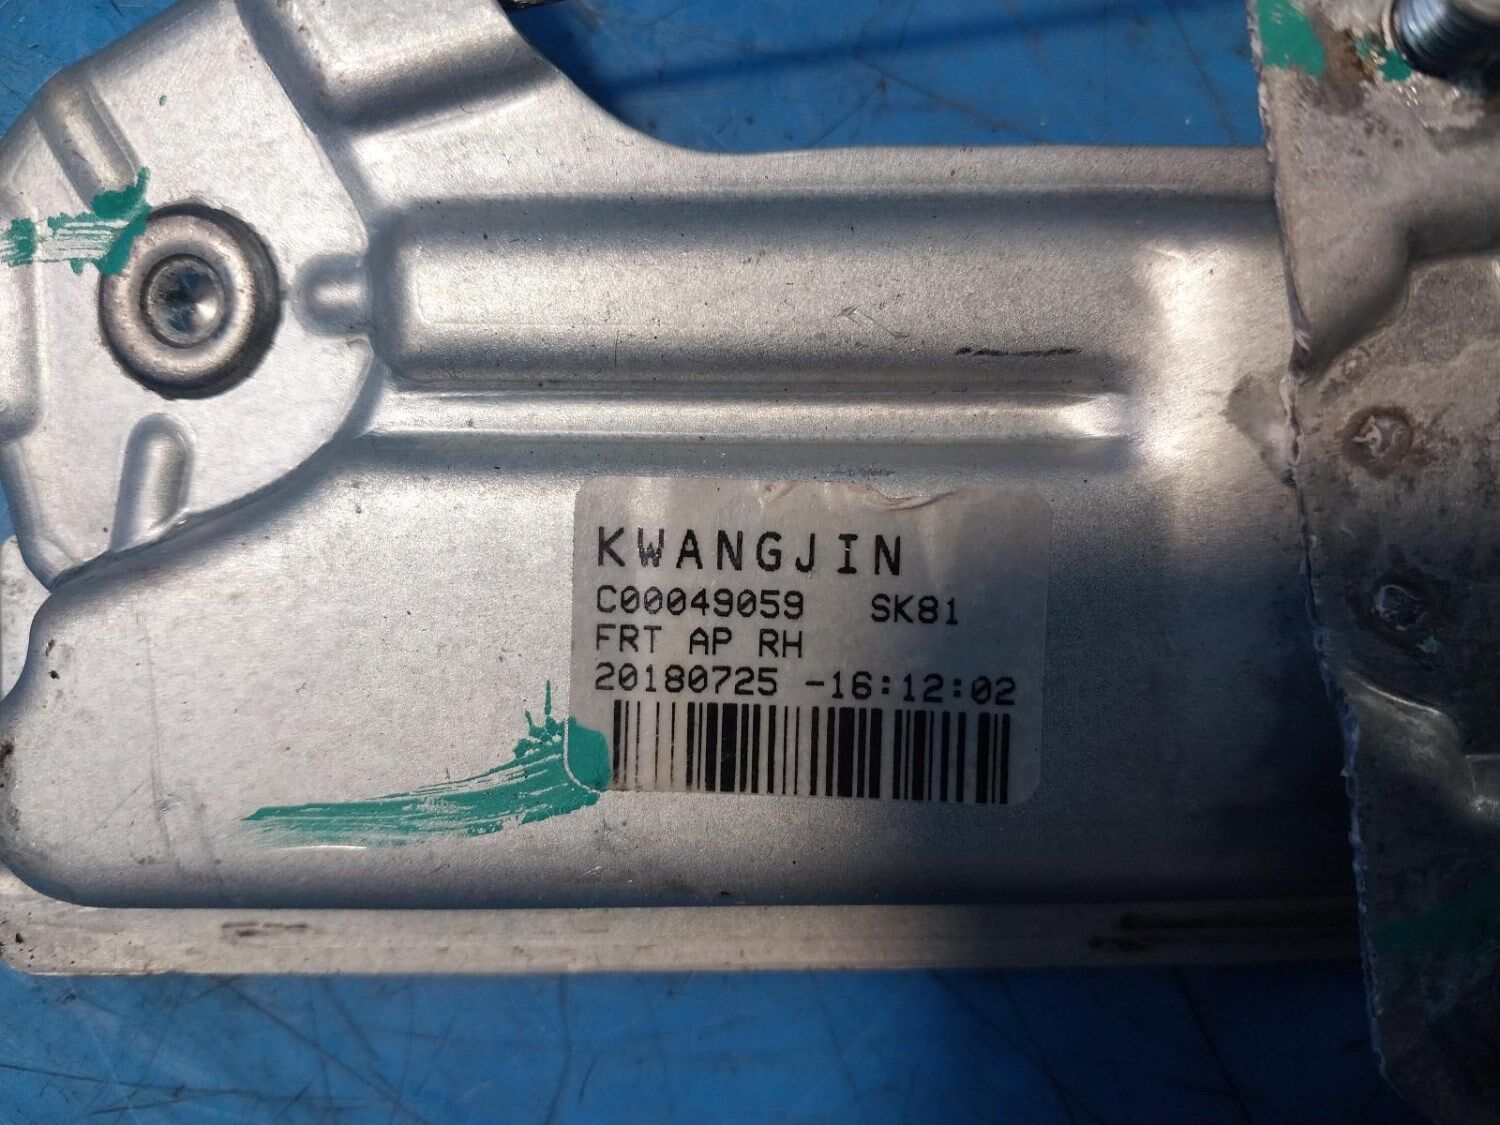 KWANGJIN
C00049059 SK81
FRT AP RH
20180725 -16:12:02